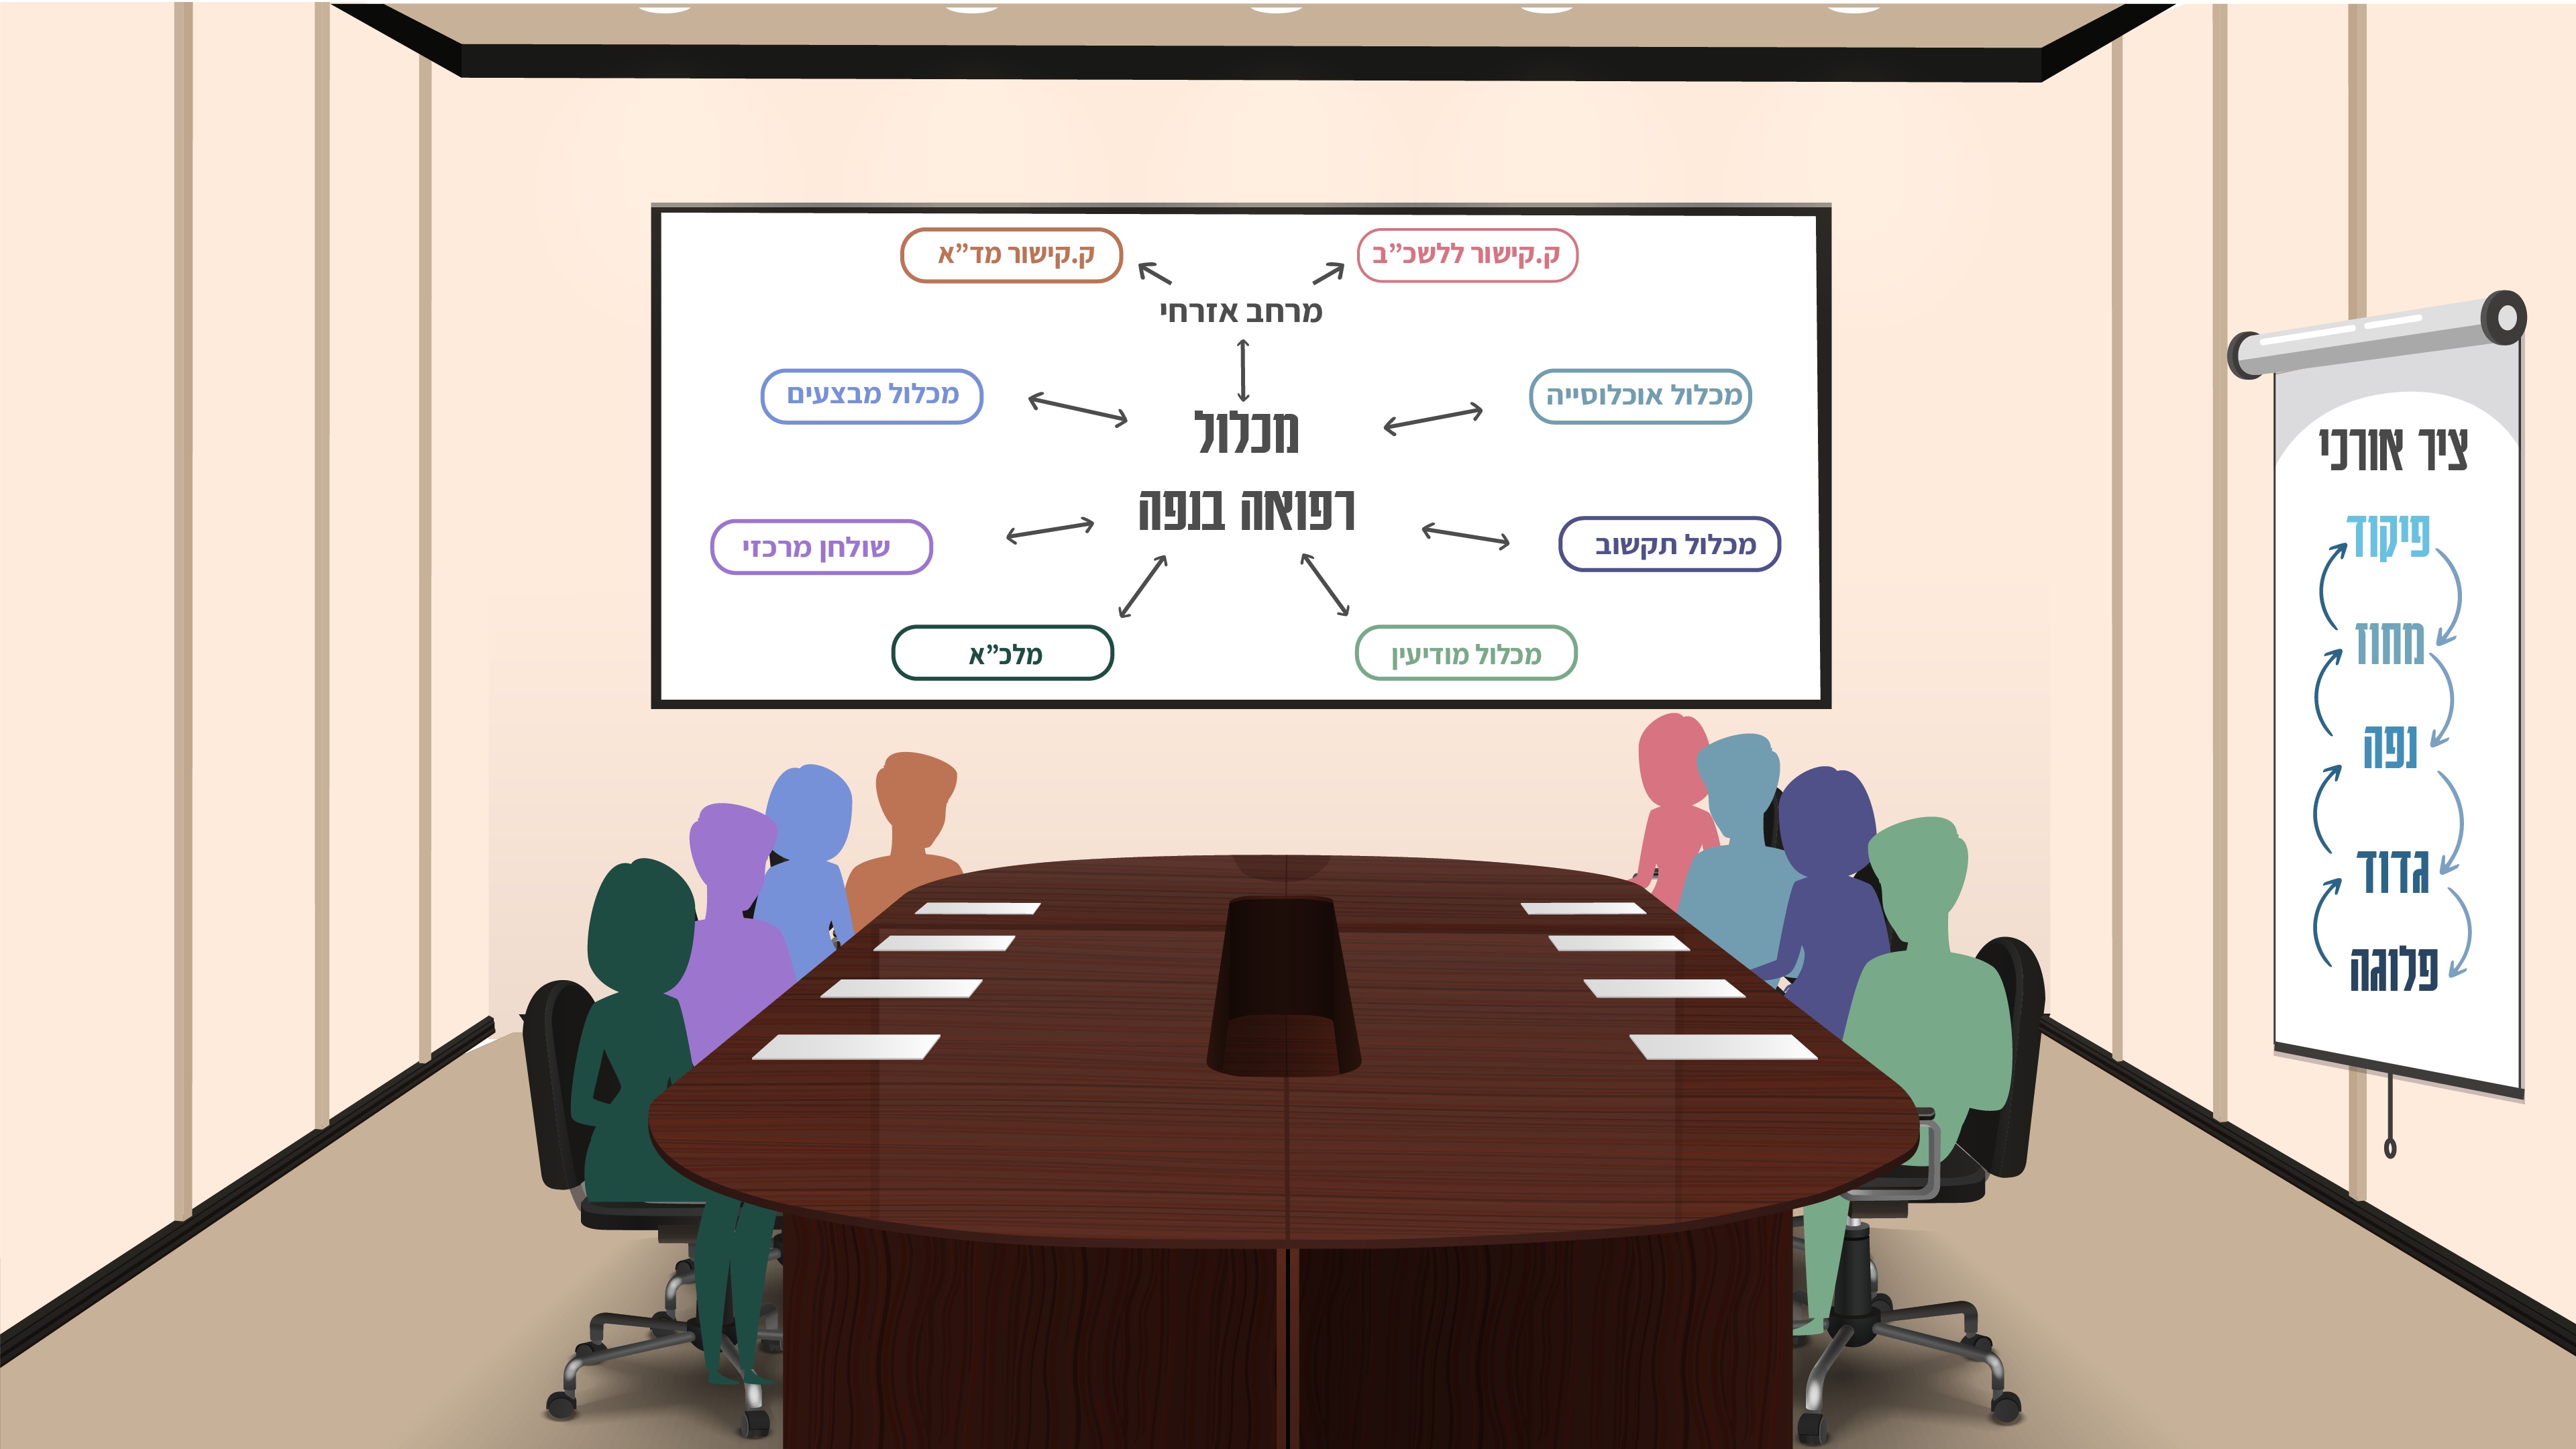 ק.קישור ללשכ”ב
ק.קישור מד”א
מרחב אזרחי
מכלול אוכלוסייה
מכלול מבצעים
מכלול
רפואה בנפה
מכלול תקשוב
שולחן מרכזי
מכלול מודיעין
מלכ”א
ציר אורכי
פיקוד
מחוז
נפה
גדוד
פלוגה